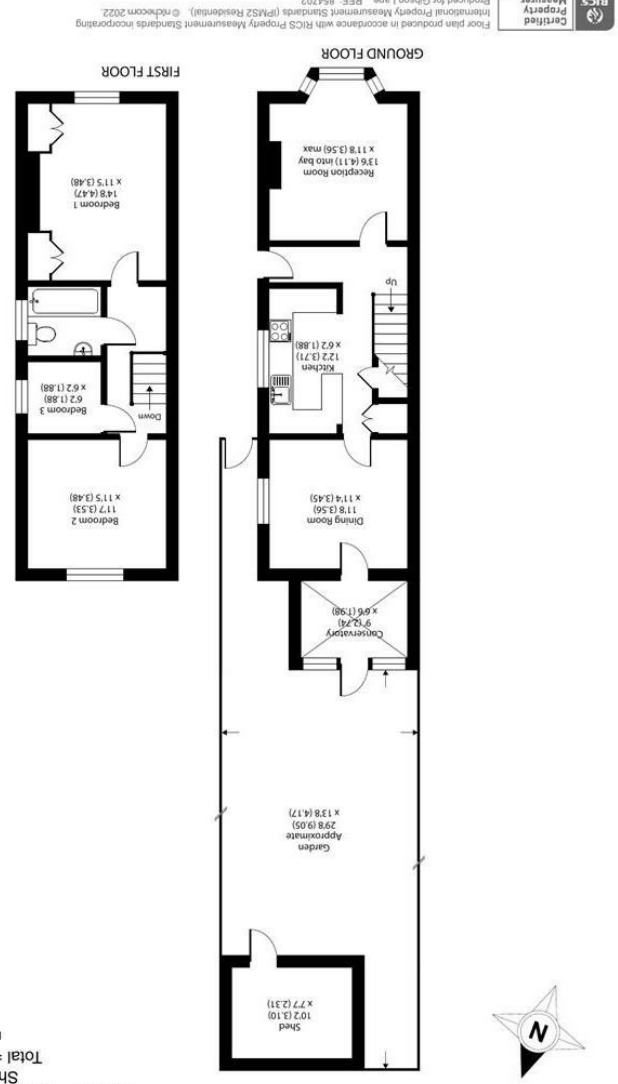 Total =
N
Shed
10'2 (3.10)
x 7'7 (2.31)
Garden
Approximate
29'8 (9.05)
x 13'8 (4.17)
Conservatory
9' (2.74)
x 6'6 (1.98)
Dining Room
11'8 (3.56)
x 11'4 (3.45)
Kitchen
12'2 (3.71)
x 6'2 (1.88)
Up
Reception Room
13'6 (4.11) into bay
x 11'8 (3.56) max
GROUND FLOOR
Bedroom 2
11'7 (3.53)
x 11'5 (3.48)
Down
Bedroom 3
6'2 (1.88)
x 6'2 (1.88)
Bedroom 1
14'8 (4.47)
x 11'5 (3.48)
FIRST FLOOR
RICS
Certified
Property
Measurer
Floor plan produced in accordance with RICS Property Measurement Standards incorporating
International Property Measurement Standards (IPMS2 Residential). © nichecom 2022.
Produced for Gibson Lane. REF: 854702